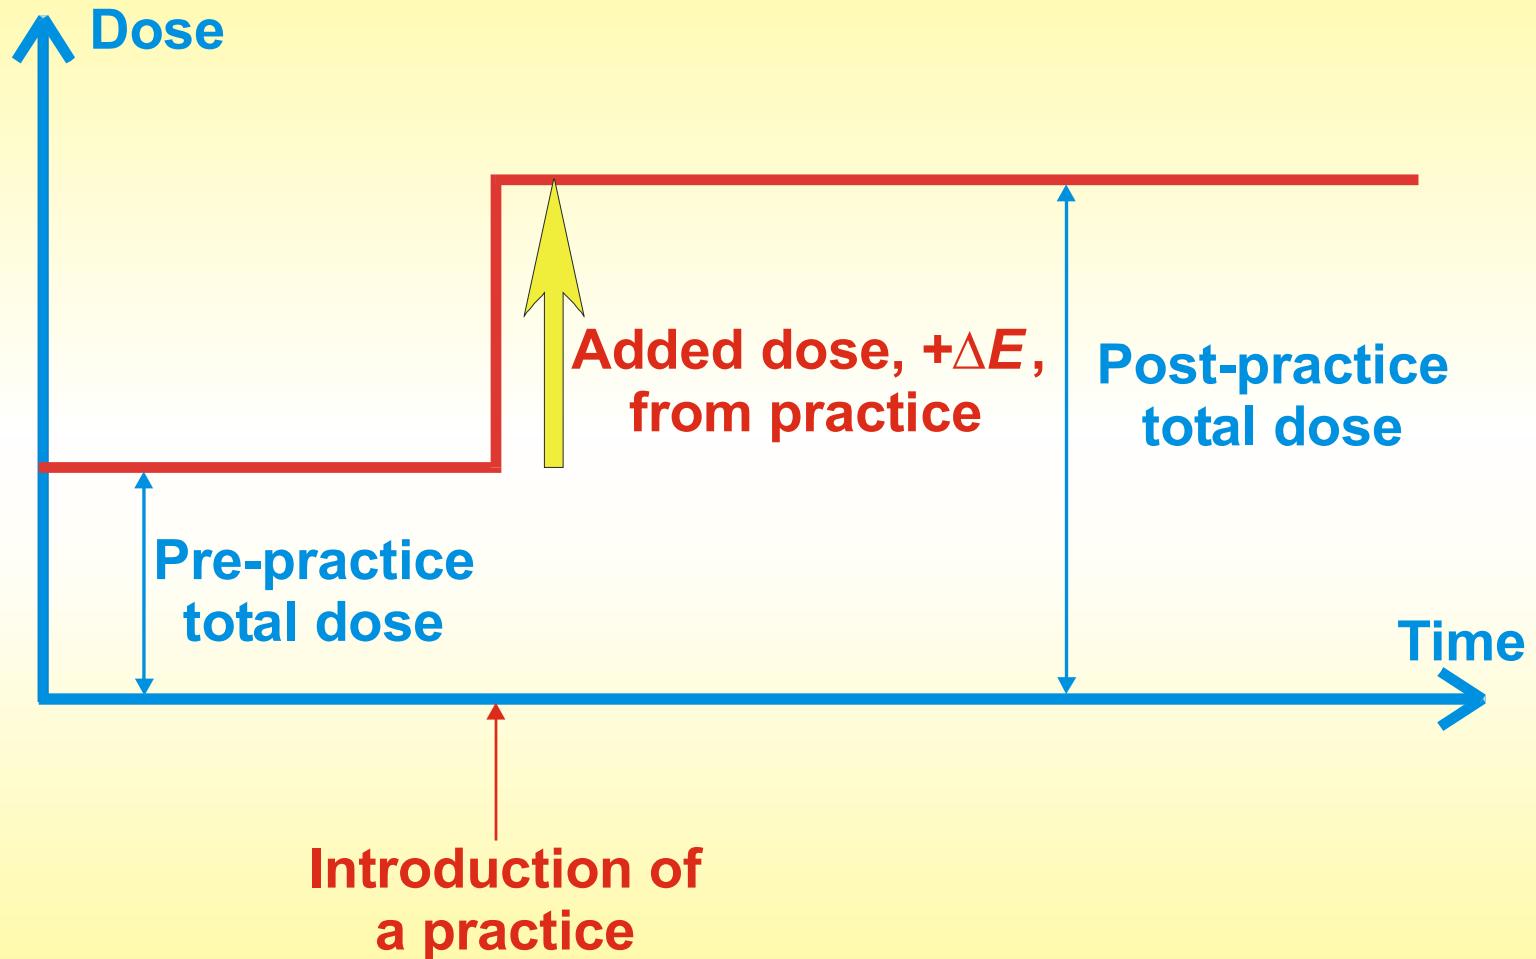 Dose
Added dose, +ΔE,
from practice
Post-practice
total dose
Pre-practice
total dose
Time
Introduction of
a practice